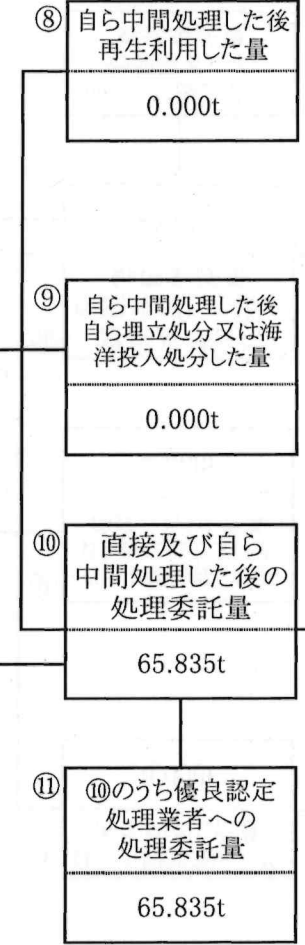 ⑧ 自ら中間処理した後
再生利用した量
0.000t
⑨ 自ら中間処理した後
自ら埋立処分又は海
洋投入処分した量
0.000t
⑩ 直接及び自ら
中間処理した後の
処理委託量
65.835t
⑪ ⑩のうち優良認定
処理業者への
処理委託量
65.835t